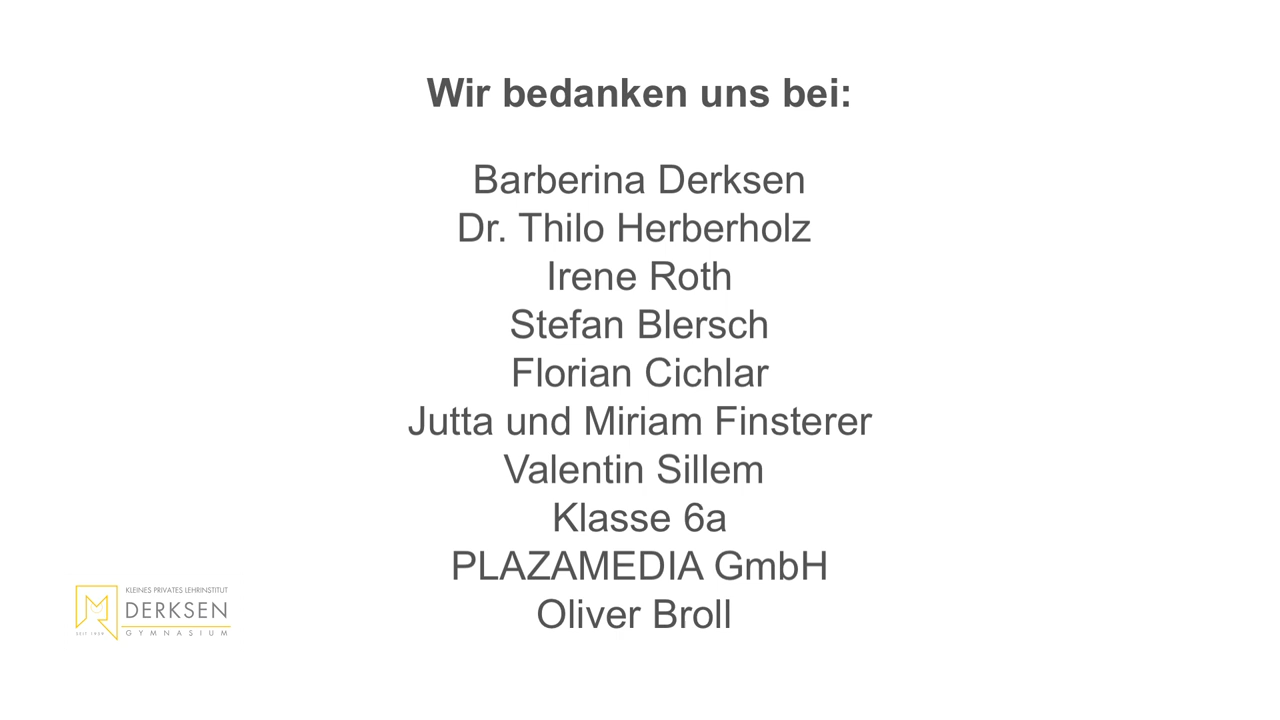 Wir bedanken uns bei:
Barberina Derksen
Dr. Thilo Herberholz
Irene Roth
Stefan Blersch
Florian Cichlar
Jutta und Miriam Finsterer
Valentin Sillem
Klasse 6a
PLAZAMEDIA GmbH
Oliver Broll
KLEINES PRIVATES LEHRINSTITUT
DERKSEN
GYMNASIUM